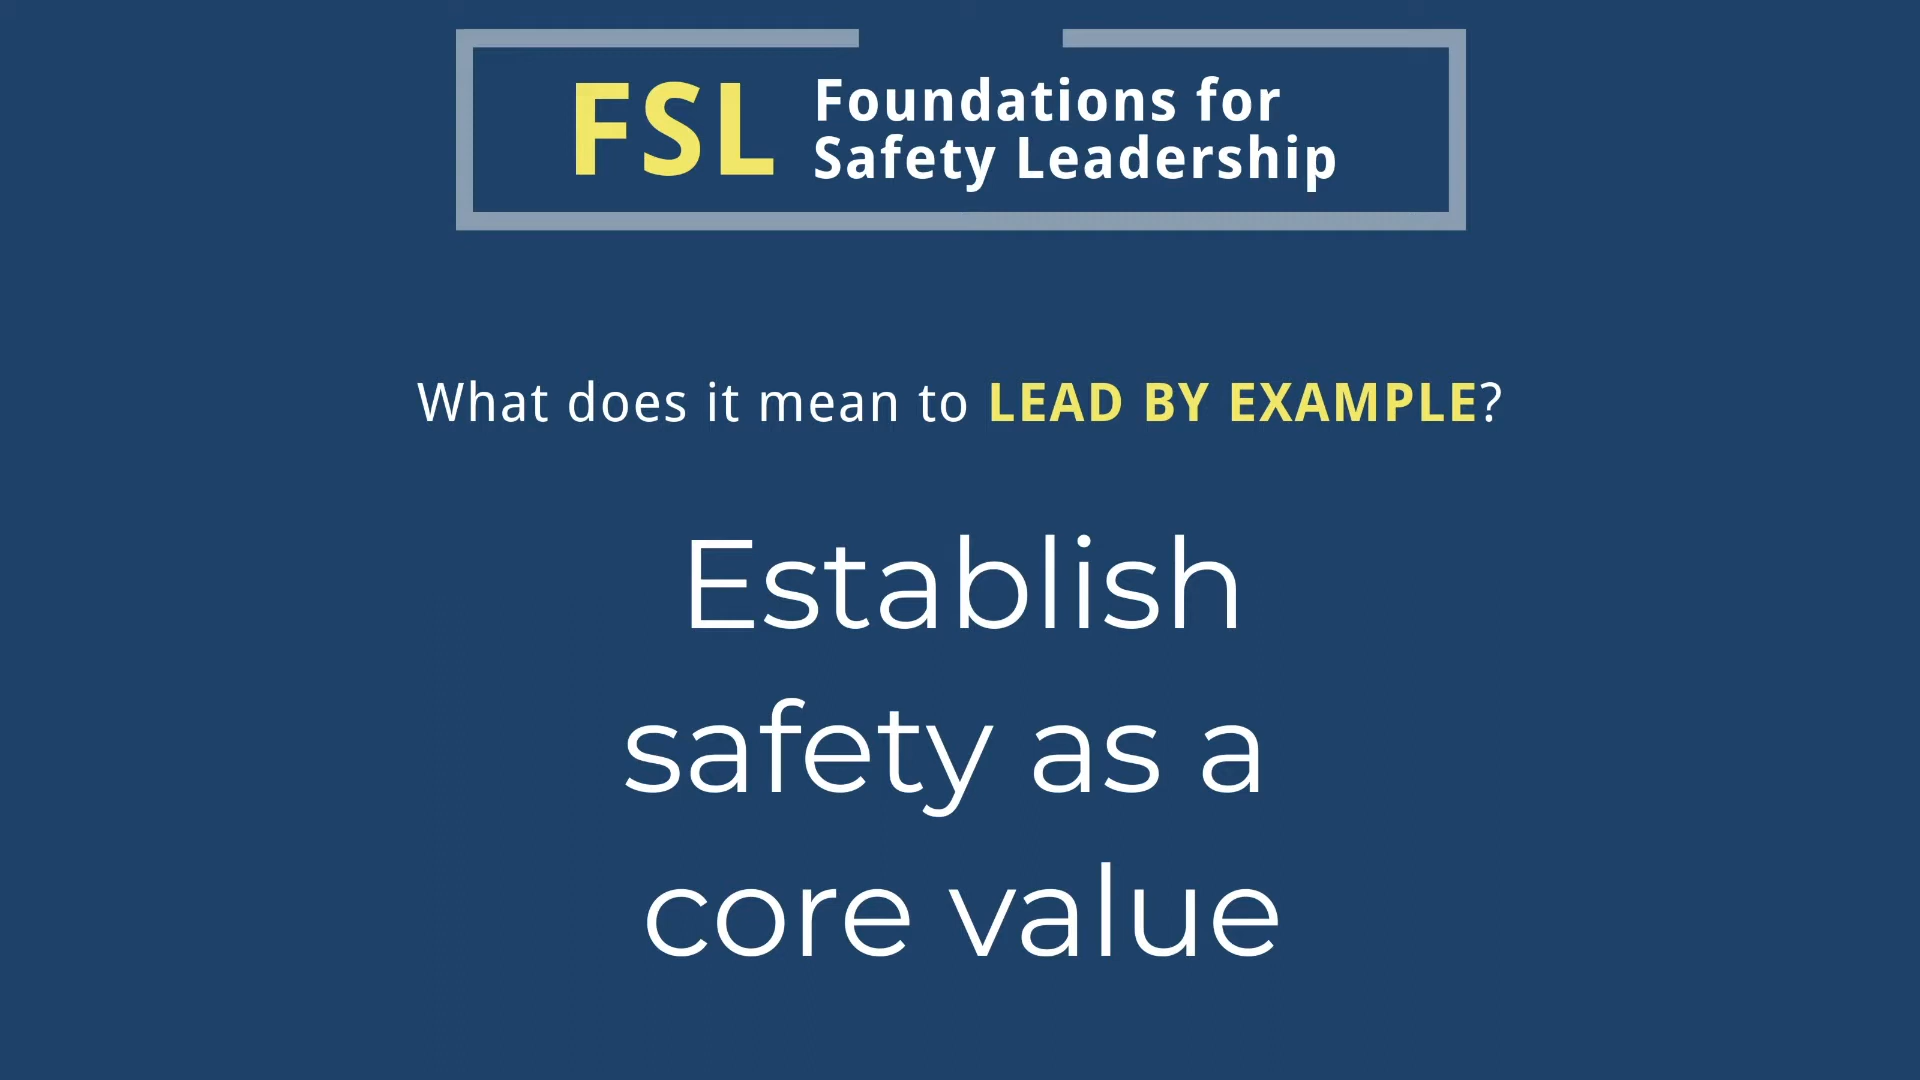 FSL
Foundations for
Safety Leadership
What does it mean to LEAD BY EXAMPLE?
Establish
safety as a
core value